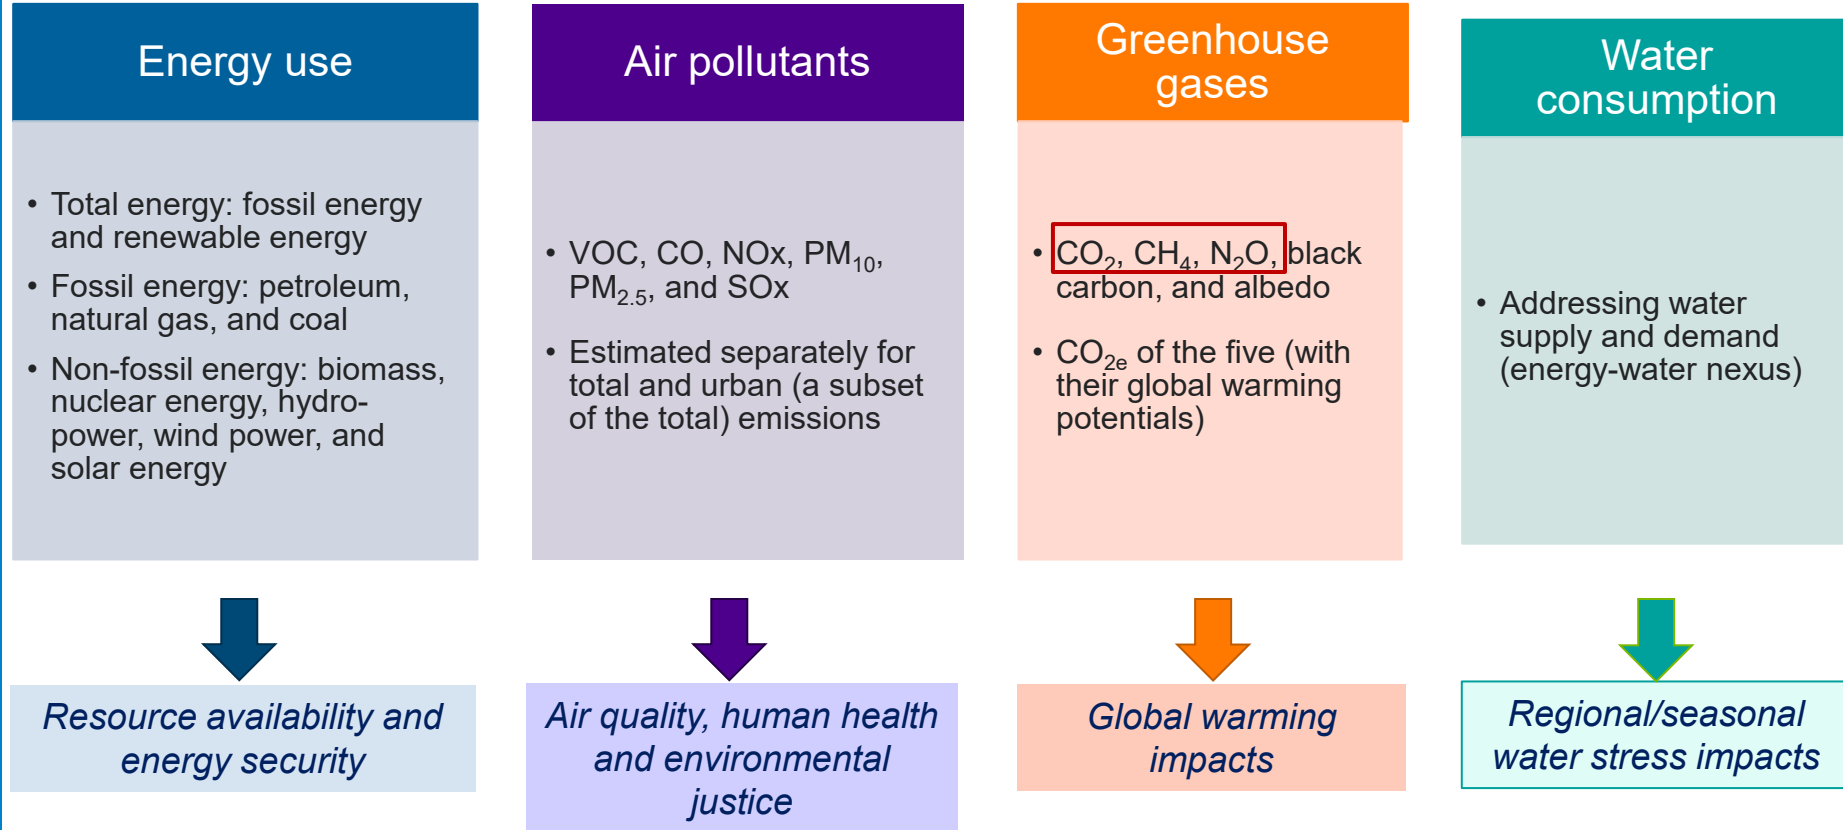 Energy use
• Total energy: fossil energy
and renewable energy
• Fossil energy: petroleum,
natural gas, and coal
• Non-fossil energy: biomass,
nuclear energy, hydro-
power, wind power, and
solar energy
Resource availability and
energy security
Air pollutants
• VOC, CO, NOx, PM₁₀,
PM₂.₅, and SOx
• Estimated separately for
total and urban (a subset
of the total) emissions
Air quality, human health
and environmental
justice
Greenhouse
gases
• CO₂, CH₄, N₂O, black
carbon, and albedo
• CO₂ₑ of the five (with
their global warming
potentials)
Global warming
impacts
Water
consumption
• Addressing water
supply and demand
(energy-water nexus)
Regional/seasonal
water stress impacts